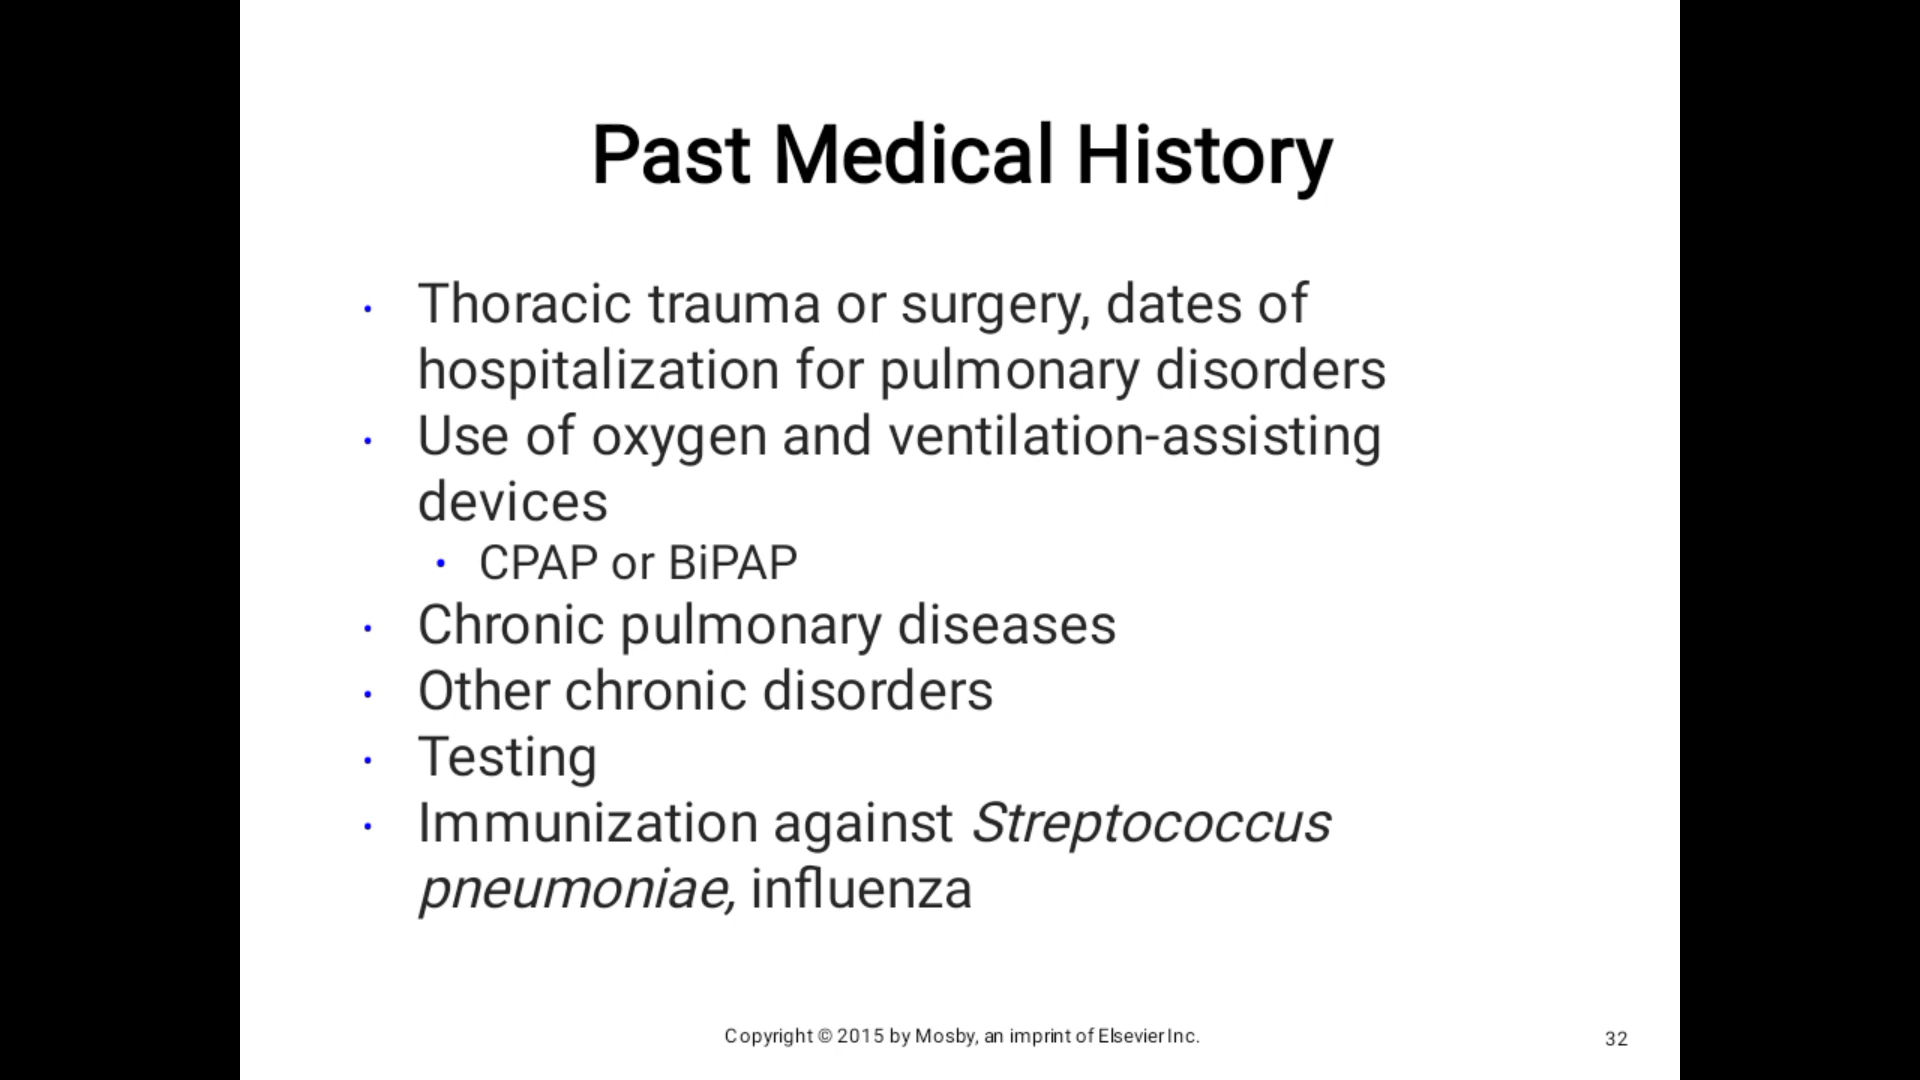 Past Medical History
· Thoracic trauma or surgery, dates of
hospitalization for pulmonary disorders
· Use of oxygen and ventilation-assisting
devices
• CPAP or BiPAP
· Chronic pulmonary diseases
· Other chronic disorders
· Testing
· Immunization against Streptococcus
pneumoniae, influenza
Copyright © 2015 by Mosby, an imprint of Elsevier Inc.
32